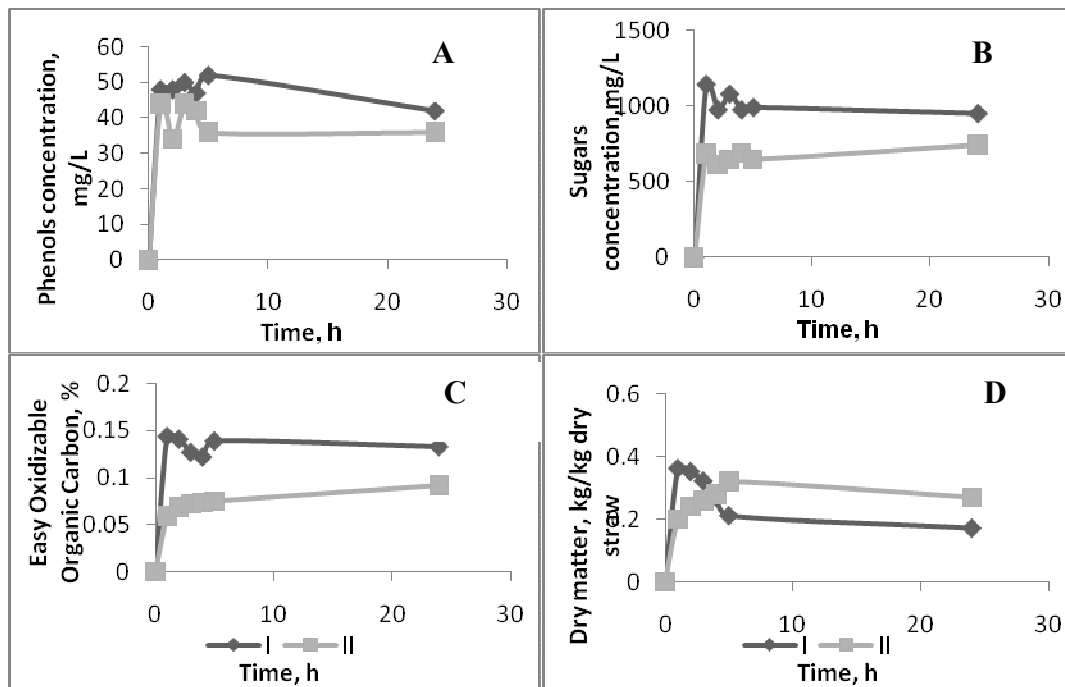 A
Phenols concentration,
mg/L
60
50
40
30
20
10
0
0 10 20 30
Time, h
B
Sugars
concentration,mg/L
1500
1000
500
0
0 10 20 30
Time, h
C
Easy Oxidizable
Organic Carbon, %
0.2
0.15
0.1
0.05
0
0 10 20 30
I II
Time, h
D
Dry matter, kg/kg dry
straw
0.6
0.4
0.2
0
0 10 20 30
I II
Time, h